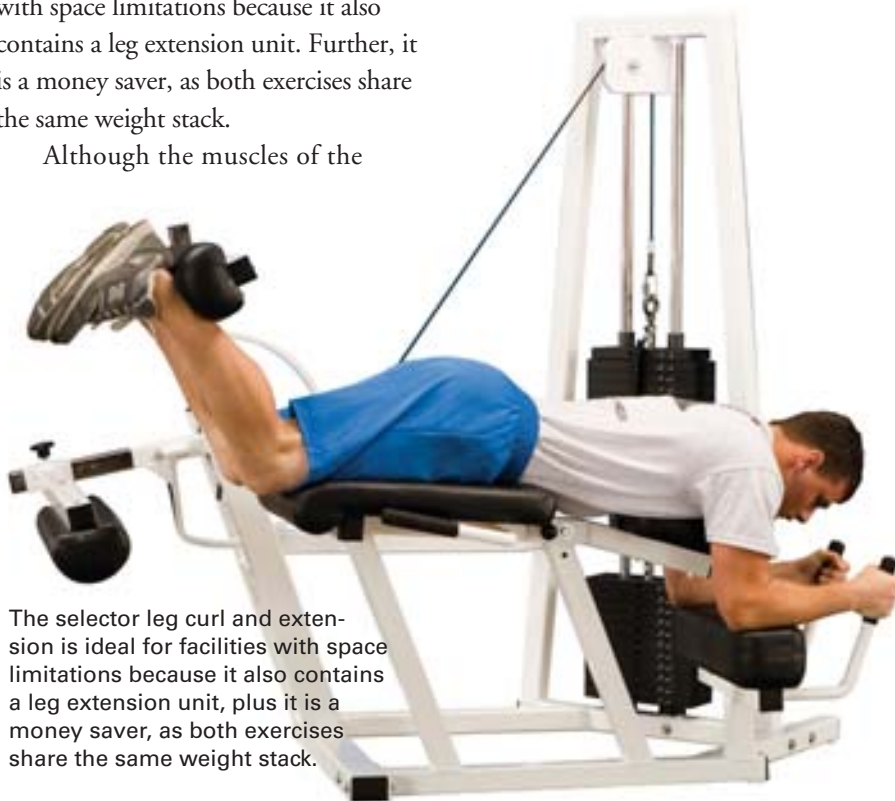 with space limitations because it also
contains a leg extension unit. Further, it
is a money saver, as both exercises share
the same weight stack.
Although the muscles of the
The selector leg curl and exten-
sion is ideal for facilities with space
limitations because it also contains
a leg extension unit, plus it is a
money saver, as both exercises
share the same weight stack.